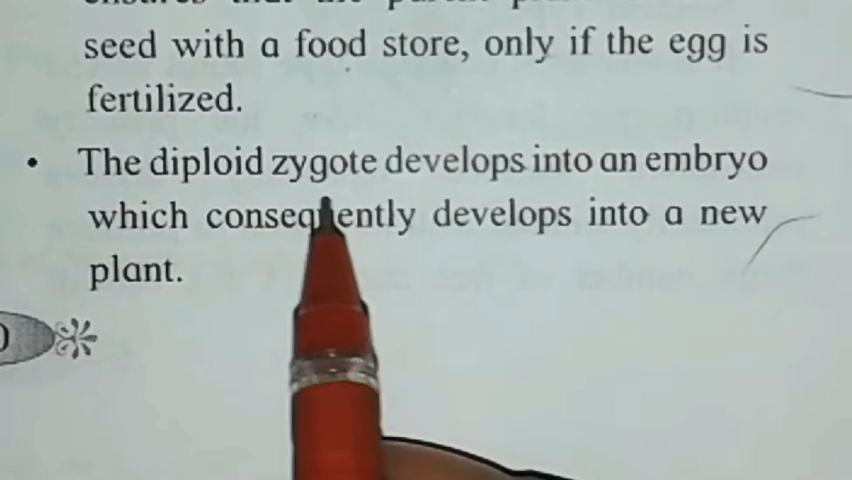 seed with a food store, only if the egg is
fertilized.
• The diploid zygote develops into an embryo
which consequently develops into a new
plant.